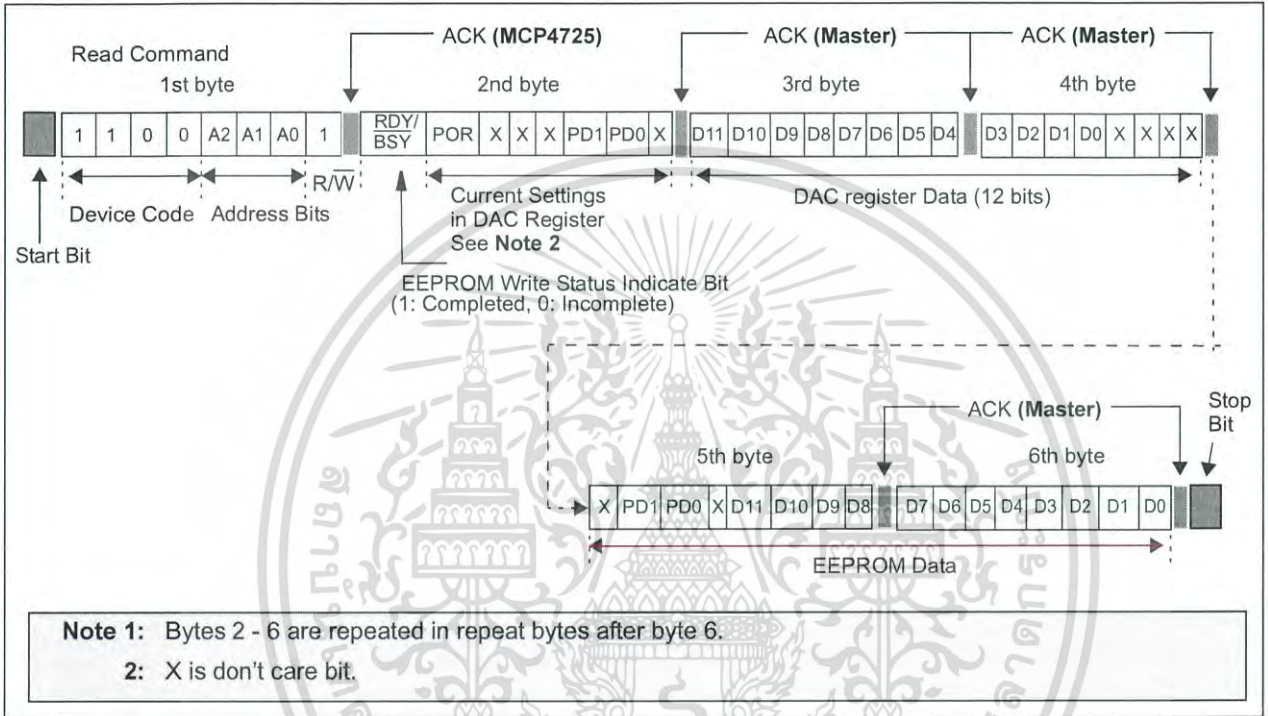 Read Command
ACK (MCP4725)
ACK (Master)
ACK (Master)
1st byte
2nd byte
3rd byte
4th byte
1 1 0 0 A2 A1 A0 1
RDY/
BSY
POR X X X PD1 PD0 X
D11 D10 D9 D8 D7 D6 D5 D4
D3 D2 D1 D0 X X X X
R/W
Device Code
Address Bits
Start Bit
Current Settings
in DAC Register
See Note 2
DAC register Data (12 bits)
EEPROM Write Status Indicate Bit
(1: Completed, 0: Incomplete)
ACK (Master)
Stop
Bit
5th byte
6th byte
X PD1 PD0 X D11 D10 D9 D8
D7 D6 D5 D4 D3 D2 D1 D0
EEPROM Data
Note 1: Bytes 2 - 6 are repeated in repeat bytes after byte 6.
2: X is don't care bit.